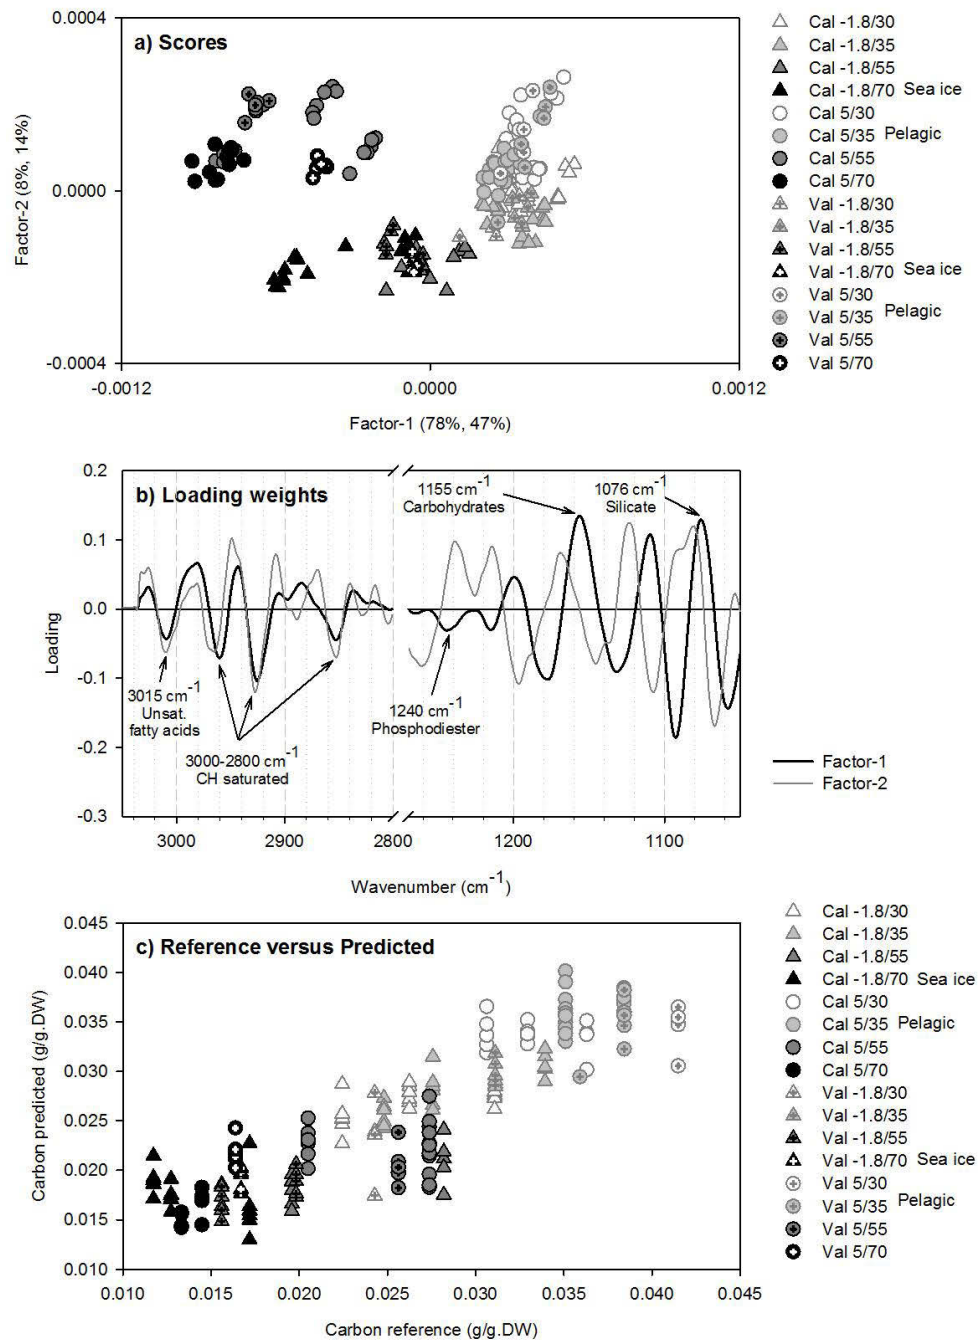 a) Scores
0.0004
0.0000
-0.0004
Factor-2 (8%, 14%)
-0.0012
0.0000
0.0012
Factor-1 (78%, 47%)
Cal -1.8/30
Cal -1.8/35
Cal -1.8/55
Cal -1.8/70 Sea ice
Cal 5/30
Cal 5/35 Pelagic
Cal 5/55
Cal 5/70
Val -1.8/30
Val -1.8/35
Val -1.8/55
Val -1.8/70 Sea ice
Val 5/30
Val 5/35 Pelagic
Val 5/55
Val 5/70
b) Loading weights
0.2
0.1
0.0
-0.1
-0.2
-0.3
Loading
1155 cm-1
Carbohydrates
1076 cm-1
Silicate
3015 cm-1
Unsat.
fatty acids
3000-2800 cm-1
CH saturated
1240 cm-1
Phosphodiester
3000
2900
2800
1200
1100
Wavenumber (cm-1)
Factor-1
Factor-2
c) Reference versus Predicted
0.045
0.040
0.035
0.030
0.025
0.020
0.015
0.010
Carbon predicted (g/g.DW)
0.010
0.015
0.020
0.025
0.030
0.035
0.040
0.045
Carbon reference (g/g.DW)
Cal -1.8/30
Cal -1.8/35
Cal -1.8/55
Cal -1.8/70 Sea ice
Cal 5/30
Cal 5/35 Pelagic
Cal 5/55
Cal 5/70
Val -1.8/30
Val -1.8/35
Val -1.8/55
Val -1.8/70 Sea ice
Val 5/30
Val 5/35 Pelagic
Val 5/55
Val 5/70